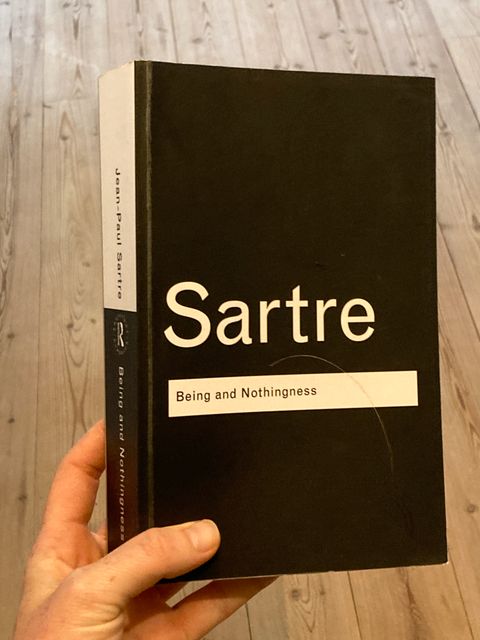 Sartre
Being and Nothingness
Jean-Paul Sartre
Being and Nothingness